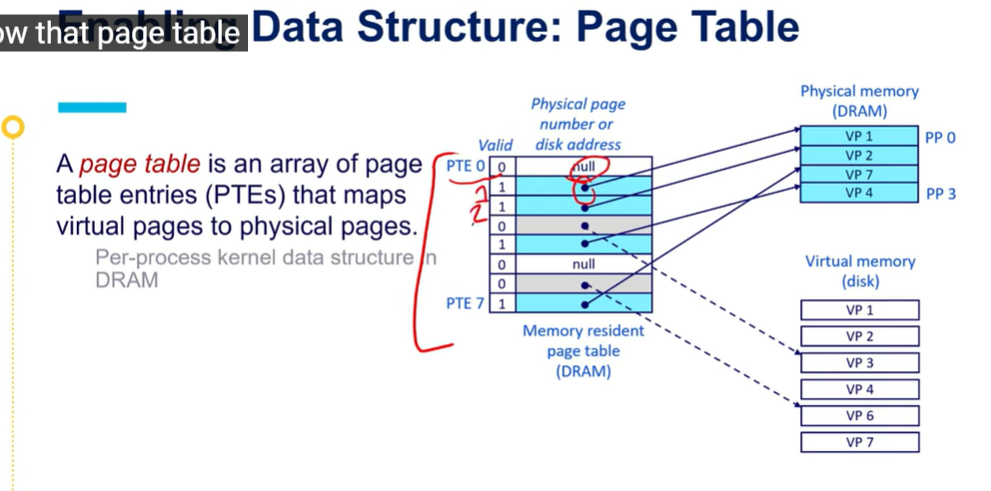 ow that page table
Enabling Data Structure: Page Table
A page table is an array of page
table entries (PTEs) that maps
virtual pages to physical pages.
Per-process kernel data structure in
DRAM
Physical page
number or
Valid disk address
PTE 0 0 null
1 1
2 1
0
1
0 null
0
PTE 7 1
Memory resident
page table
(DRAM)
Physical memory
(DRAM)
VP 1 PP 0
VP 2
VP 7
VP 4 PP 3
Virtual memory
(disk)
VP 1
VP 2
VP 3
VP 4
VP 6
VP 7